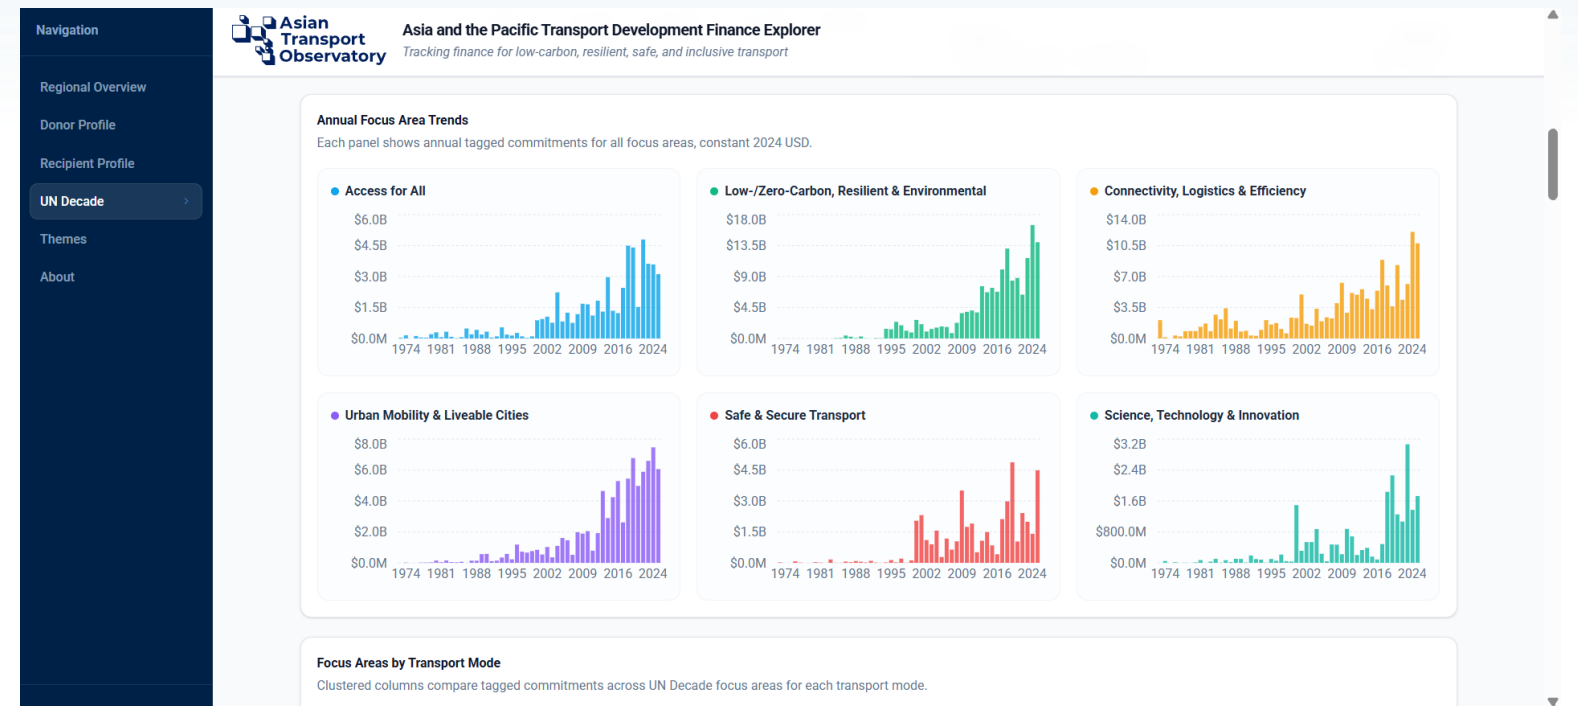 Navigation
Regional Overview
Donor Profile
Recipient Profile
UN Decade
Themes
About
Asian
Transport
Observatory
Asia and the Pacific Transport Development Finance Explorer
Tracking finance for low-carbon, resilient, safe, and inclusive transport
Annual Focus Area Trends
Each panel shows annual tagged commitments for all focus areas, constant 2024 USD.
Access for All
$6.0B
$4.5B
$3.0B
$1.5B
$0.0M
1974 1981 1988 1995 2002 2009 2016 2024
Low-/Zero-Carbon, Resilient & Environmental
$18.0B
$13.5B
$9.0B
$4.5B
$0.0M
1974 1981 1988 1995 2002 2009 2016 2024
Connectivity, Logistics & Efficiency
$14.0B
$10.5B
$7.0B
$3.5B
$0.0M
1974 1981 1988 1995 2002 2009 2016 2024
Urban Mobility & Liveable Cities
$8.0B
$6.0B
$4.0B
$2.0B
$0.0M
1974 1981 1988 1995 2002 2009 2016 2024
Safe & Secure Transport
$6.0B
$4.5B
$3.0B
$1.5B
$0.0M
1974 1981 1988 1995 2002 2009 2016 2024
Science, Technology & Innovation
$3.2B
$2.4B
$1.6B
$800.0M
$0.0M
1974 1981 1988 1995 2002 2009 2016 2024
Focus Areas by Transport Mode
Clustered columns compare tagged commitments across UN Decade focus areas for each transport mode.